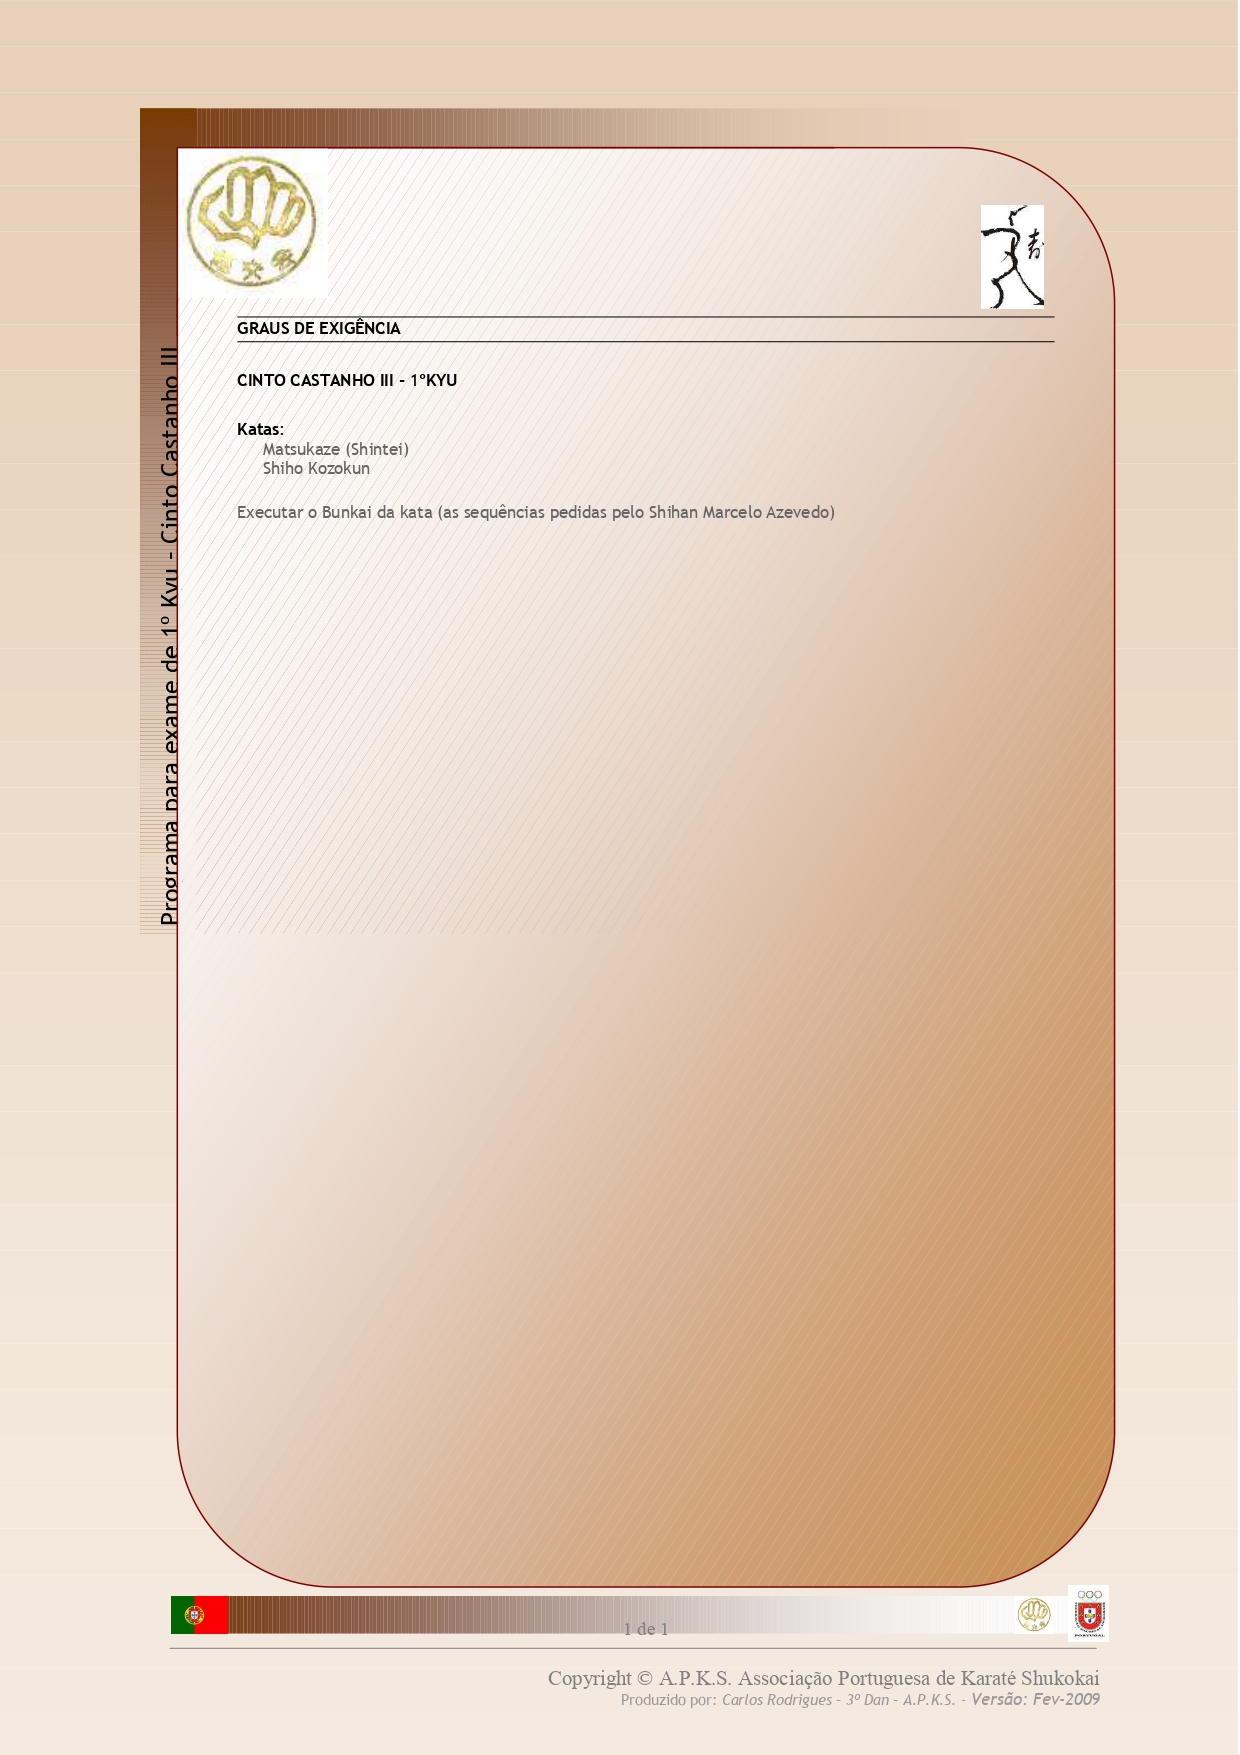 Programa para exame de 1º Kyu - Cinto Castanho III
GRAUS DE EXIGÊNCIA
CINTO CASTANHO III – 1ºKYU
Katas:
Matsukaze (Shintei)
Shiho Kozokun
Executar o Bunkai da kata (as sequências pedidas pelo Shihan Marcelo Azevedo)
1 de 1
PORTUGAL
Copyright © A.P.K.S. Associação Portuguesa de Karaté Shukokai
Produzido por: Carlos Rodrigues – 3º Dan – A.P.K.S. - Versão: Fev-2009